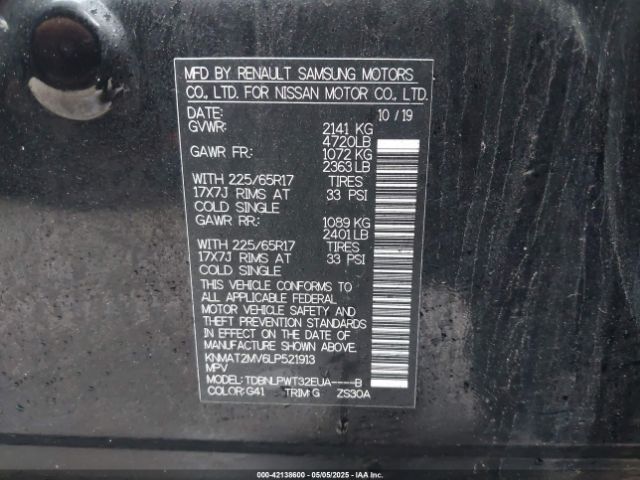 MFD BY RENAULT SAMSUNG MOTORS
CO., LTD. FOR NISSAN MOTOR CO., LTD.
DATE: 10 / 19
GVWR: 2141 KG
4720LB
GAWR FR: 1072 KG
2363 LB
WITH 225/65R17 TIRES
17X7J RIMS AT 33 PSI
COLD SINGLE
GAWR RR: 1089 KG
2401 LB
WITH 225/65R17 TIRES
17X7J RIMS AT 33 PSI
COLD SINGLE
THIS VEHICLE CONFORMS TO
ALL APPLICABLE FEDERAL
MOTOR VEHICLE SAFETY AND
THEFT PREVENTION STANDARDS
IN EFFECT ON THE DATE OF
MANUFACTURE SHOWN ABOVE.
KNMAT2MV6LP521913
MPV
MODEL:TDBNLPWT32EUA----B
COLOR:G41 TRIM:G ZS30A
000-42138600 - 05/05/2025 - IAA Inc.